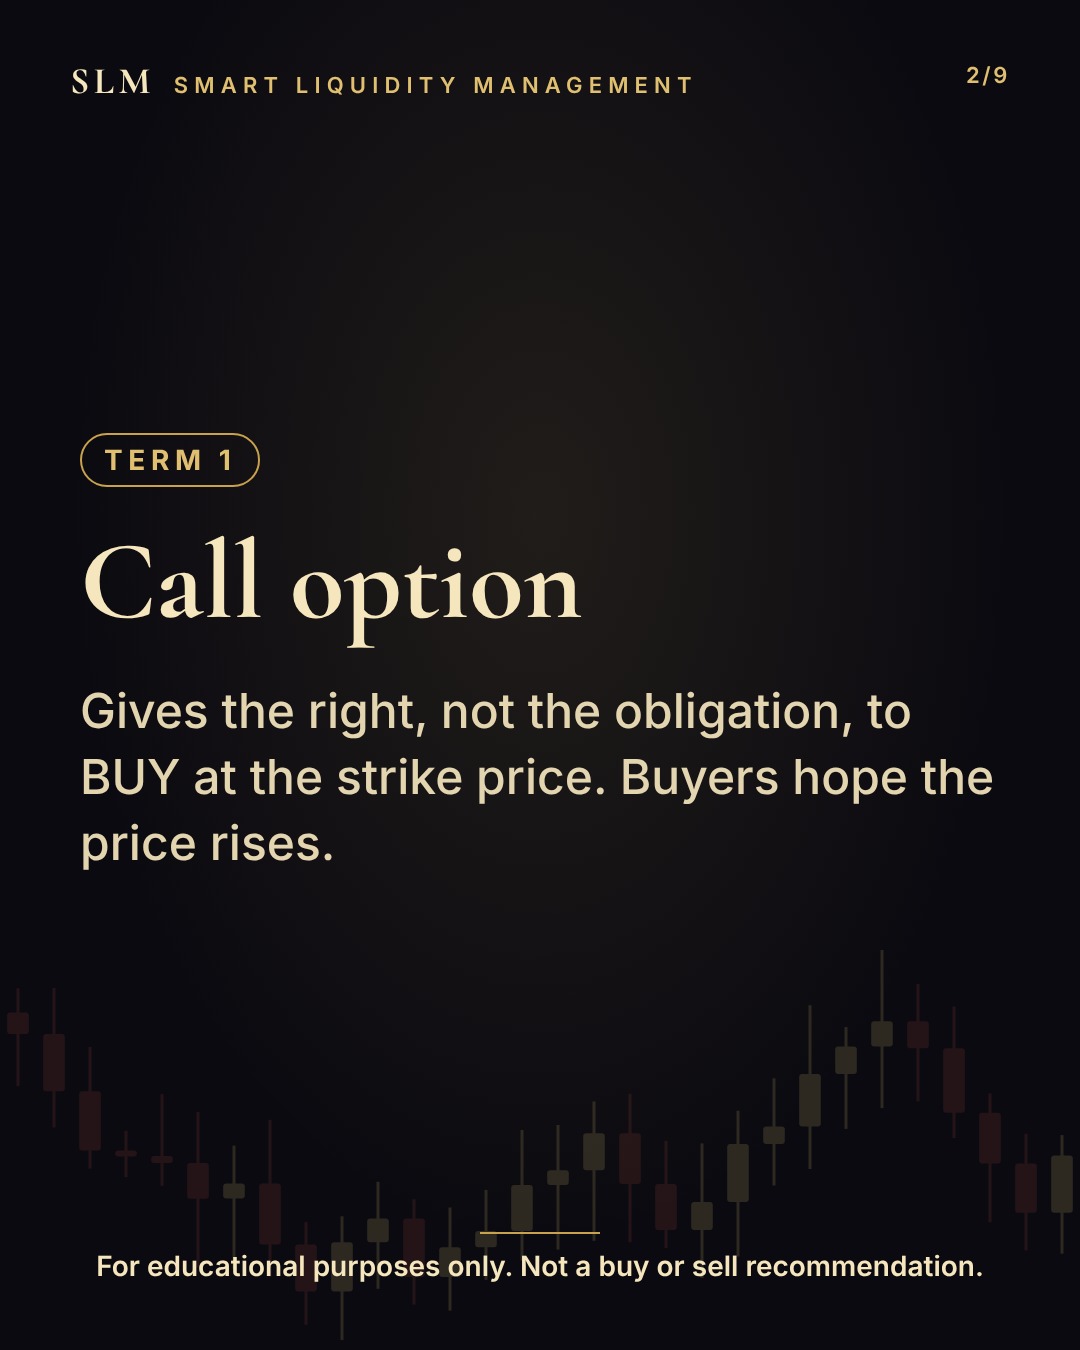 SLM SMART LIQUIDITY MANAGEMENT
2/9
TERM 1
Call option
Gives the right, not the obligation, to
BUY at the strike price. Buyers hope the
price rises.
For educational purposes only. Not a buy or sell recommendation.